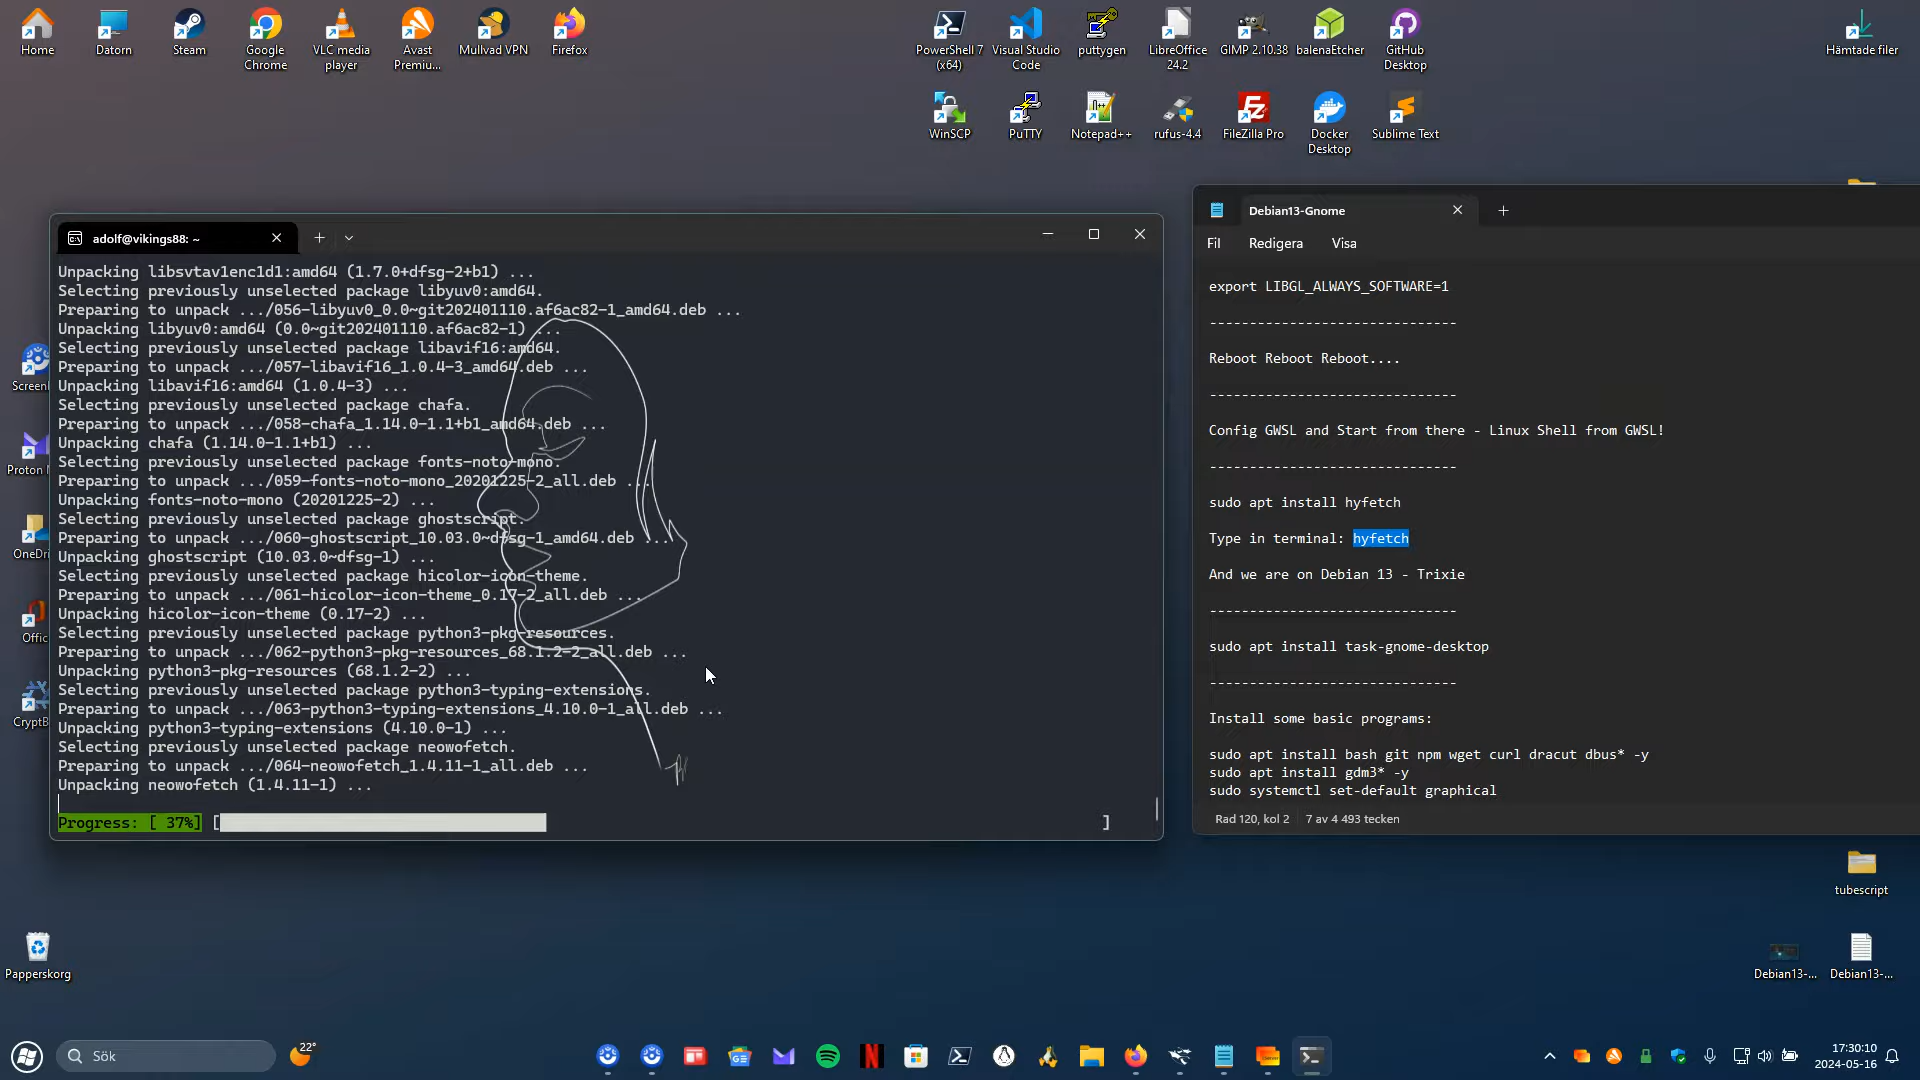 Home
Datorn
Steam
Google Chrome
VLC media player
Avast Premiu...
Mullvad VPN
Firefox
PowerShell 7 (x64)
Visual Studio Code
puttygen
LibreOffice 24.2
GIMP 2.10.38
balenaEtcher
GitHub Desktop
Hämtade filer
WinSCP
PuTTY
Notepad++
rufus-4.4
FileZilla Pro
Docker Desktop
Sublime Text
adolf@vikings88: ~
Unpacking libsvtav1enc1d1:amd64 (1.7.0+dfsg-2+b1) ...
Selecting previously unselected package libyuv0:amd64.
Preparing to unpack .../056-libyuv0_0.0~git202401110.af6ac82-1_amd64.deb ...
Unpacking libyuv0:amd64 (0.0~git202401110.af6ac82-1) ...
Selecting previously unselected package libavif16:amd64.
Preparing to unpack .../057-libavif16_1.0.4-3_amd64.deb ...
Unpacking libavif16:amd64 (1.0.4-3) ...
Selecting previously unselected package chafa.
Preparing to unpack .../058-chafa_1.14.0-1.1+b1_amd64.deb ...
Unpacking chafa (1.14.0-1.1+b1) ...
Selecting previously unselected package fonts-noto-mono.
Preparing to unpack .../059-fonts-noto-mono_20201225-2_all.deb ...
Unpacking fonts-noto-mono (20201225-2) ...
Selecting previously unselected package ghostscript.
Preparing to unpack .../060-ghostscript_10.03.0~dfsg-1_amd64.deb ...
Unpacking ghostscript (10.03.0~dfsg-1) ...
Selecting previously unselected package hicolor-icon-theme.
Preparing to unpack .../061-hicolor-icon-theme_0.17-2_all.deb ...
Unpacking hicolor-icon-theme (0.17-2) ...
Selecting previously unselected package python3-pkg-resources.
Preparing to unpack .../062-python3-pkg-resources_68.1.2-2_all.deb ...
Unpacking python3-pkg-resources (68.1.2-2) ...
Selecting previously unselected package python3-typing-extensions.
Preparing to unpack .../063-python3-typing-extensions_4.10.0-1_all.deb ...
Unpacking python3-typing-extensions (4.10.0-1) ...
Selecting previously unselected package neowofetch.
Preparing to unpack .../064-neowofetch_1.4.11-1_all.deb ...
Unpacking neowofetch (1.4.11-1) ...
Progress: [ 37%] [ ]
Debian13-Gnome
Fil Redigera Visa
export LIBGL_ALWAYS_SOFTWARE=1
-------------------------------
Reboot Reboot Reboot....
-------------------------------
Config GWSL and Start from there - Linux Shell from GWSL!
-------------------------------
sudo apt install hyfetch
Type in terminal: hyfetch
And we are on Debian 13 - Trixie
-------------------------------
sudo apt install task-gnome-desktop
-------------------------------
Install some basic programs:
sudo apt install bash git npm wget curl dracut dbus* -y
sudo apt install gdm3* -y
sudo systemctl set-default graphical
Rad 120, kol 2 7 av 4 493 tecken
Screen
Proton
OneDri
Offic
CryptB
Papperskorg
tubescript
Debian13-...
Debian13-...
Sök
22°
17:30:10
2024-05-16